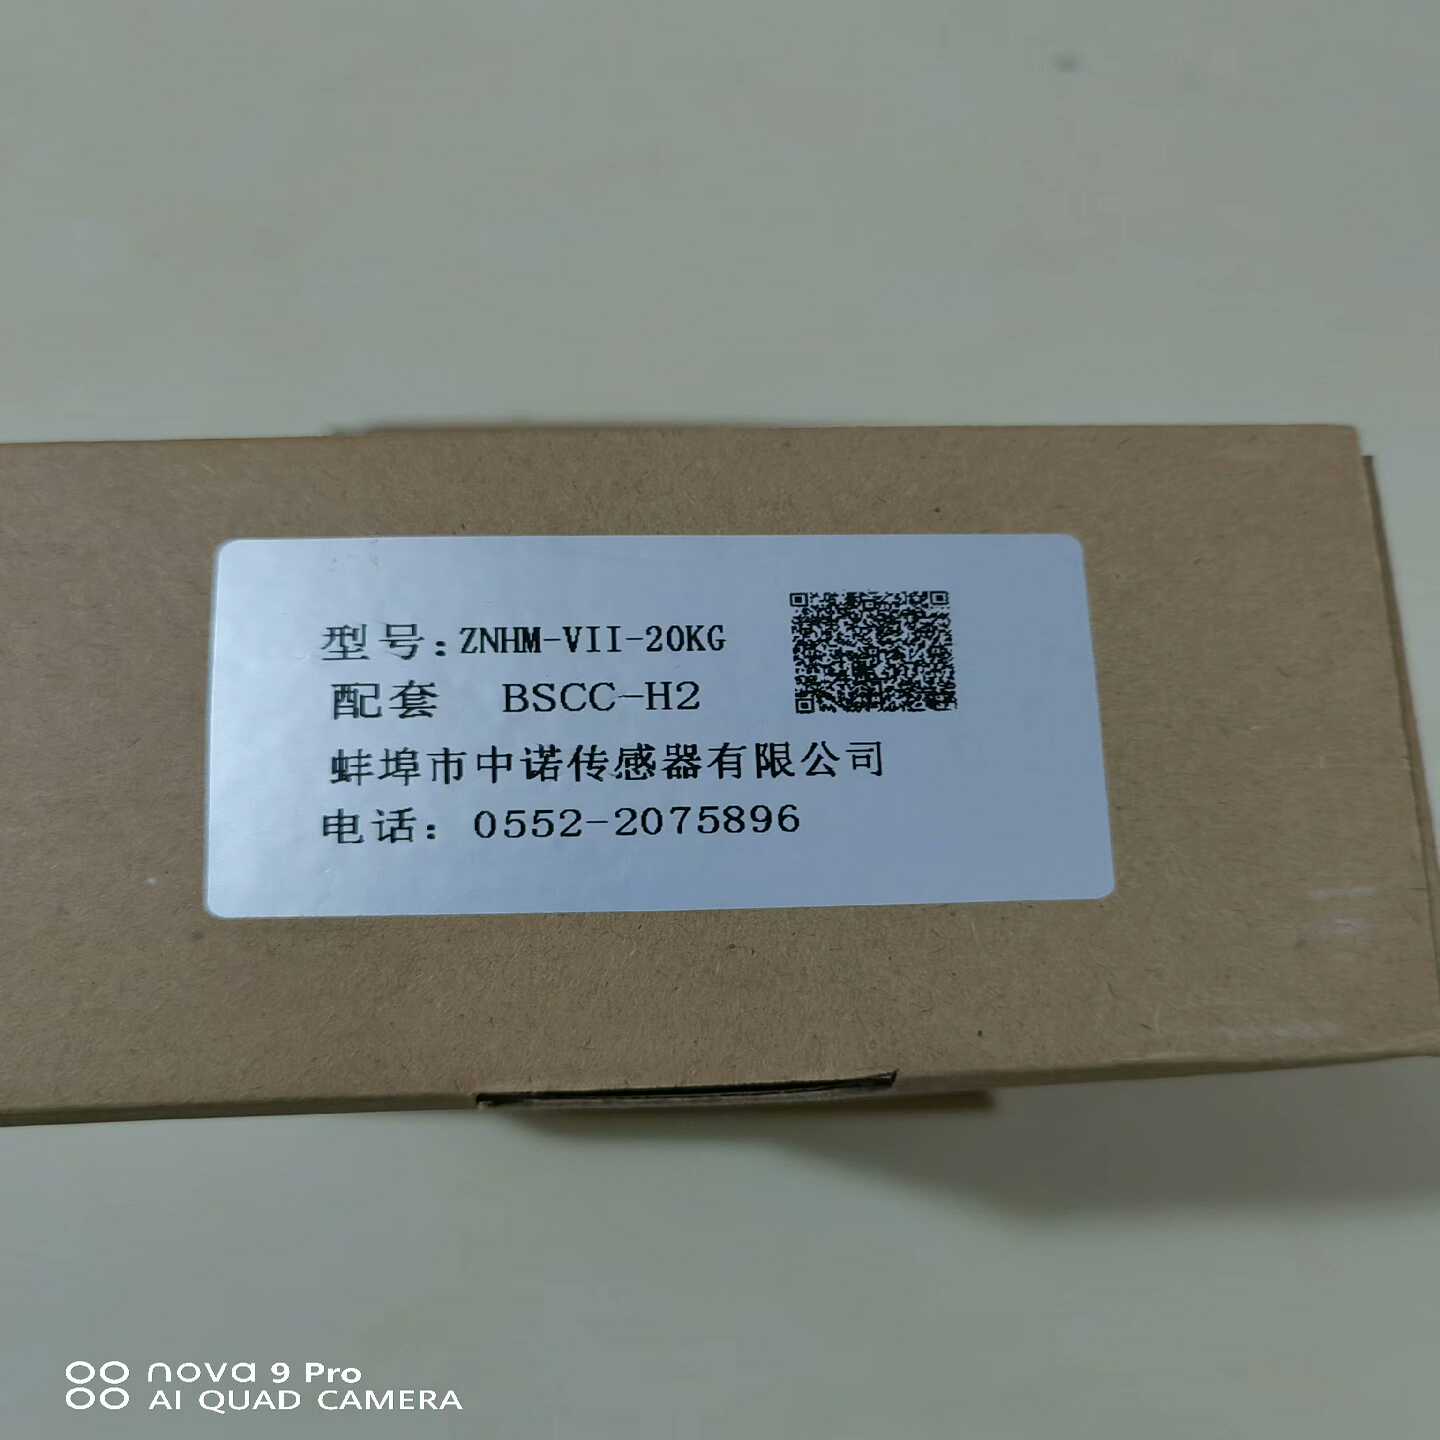 型号:ZNHM-VII-20KG
配套 BSCC-H2
蚌埠市中诺传感器有限公司
电话: 0552-2075896
nova 9 Pro
AI QUAD CAMERA